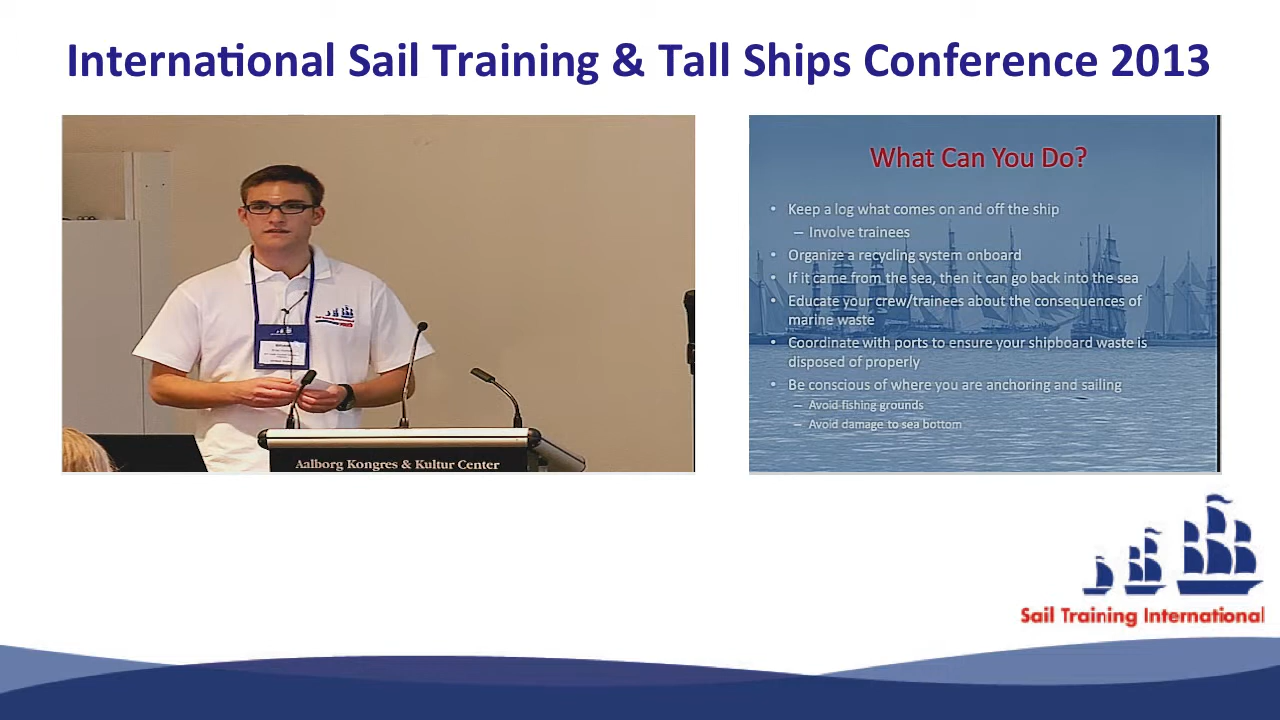 International Sail Training & Tall Ships Conference 2013
What Can You Do?
• Keep a log what comes on and off the ship
– Involve trainees
• Organize a recycling system onboard
• If it came from the sea, then it can go back into the sea
• Educate your crew/trainees about the consequences of
marine waste
• Coordinate with ports to ensure your shipboard waste is
disposed of properly
• Be conscious of where you are anchoring and sailing
– Avoid fishing grounds
– Avoid damage to sea bottom
Sail Training International
Aalborg Kongres & Kultur Center
Sail Training International